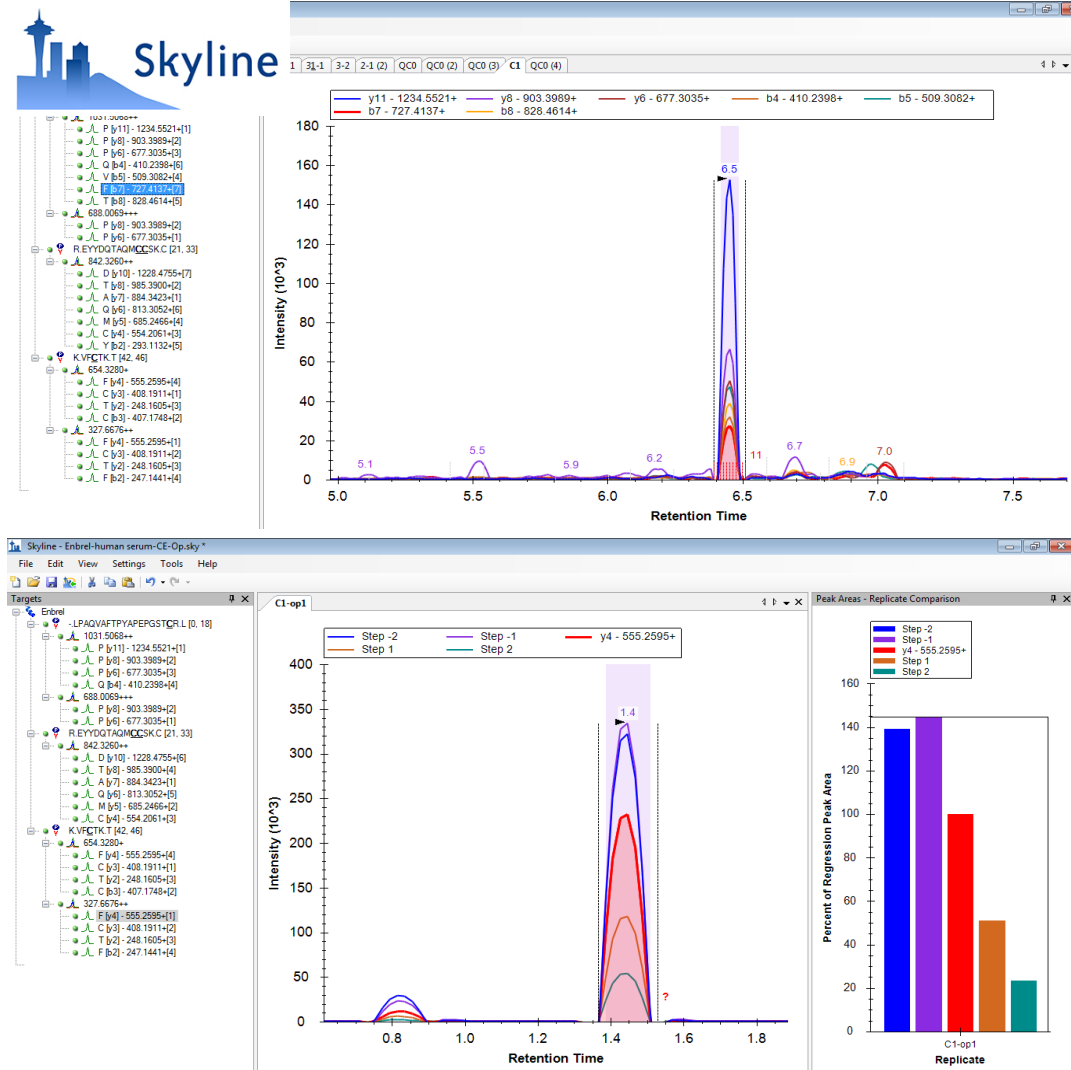 Skyline
1 31-1 3-2 2-1 (2) QC0 QC0 (2) QC0 (3) C1 QC0 (4)
y11 - 1234.5521+ y8 - 903.3989+ y6 - 677.3035+ b4 - 410.2398+ b5 - 509.3082+
b7 - 727.4137+ b8 - 828.4614+
1031.5068++
P [y11] - 1234.5521+[1]
P [y8] - 903.3989+[2]
P [y6] - 677.3035+[3]
Q [b4] - 410.2398+[6]
V [b5] - 509.3082+[4]
F [b7] - 727.4137+[7]
T [b8] - 828.4614+[5]
688.0069+++
P [y8] - 903.3989+[2]
P [y6] - 677.3035+[1]
R.EYYDQTAQMCCSK.C [21, 33]
842.3260++
D [y10] - 1228.4755+[7]
T [y8] - 985.3900+[2]
A [y7] - 884.3423+[1]
Q [y6] - 813.3052+[6]
M [y5] - 685.2466+[4]
C [y4] - 554.2061+[3]
Y [b2] - 293.1132+[5]
K.VFCTK.T [42, 46]
654.3280+
F [y4] - 555.2595+[4]
C [y3] - 408.1911+[1]
T [y2] - 248.1605+[3]
C [b3] - 407.1748+[2]
327.6676++
F [y4] - 555.2595+[1]
C [y3] - 408.1911+[2]
T [y2] - 248.1605+[3]
F [b2] - 247.1441+[4]
Intensity (10^3)
180
160
140
120
100
80
60
40
20
0
6.5
5.1 5.5 5.9 6.2 11 6.7 6.9 7.0
5.0 5.5 6.0 6.5 7.0 7.5
Retention Time
Skyline - Enbrel-human serum-CE-Op.sky *
File Edit View Settings Tools Help
Targets
Enbrel
-.LPAQVAFTPYAPEPGSTCR.L [0, 18]
1031.5068++
P [y11] - 1234.5521+[1]
P [y8] - 903.3989+[2]
P [y6] - 677.3035+[3]
Q [b4] - 410.2398+[4]
688.0069+++
P [y8] - 903.3989+[2]
P [y6] - 677.3035+[1]
R.EYYDQTAQMCCSK.C [21, 33]
842.3260++
D [y10] - 1228.4755+[6]
T [y8] - 985.3900+[4]
A [y7] - 884.3423+[1]
Q [y6] - 813.3052+[5]
M [y5] - 685.2466+[2]
C [y4] - 554.2061+[3]
K.VFCTK.T [42, 46]
654.3280+
F [y4] - 555.2595+[4]
C [y3] - 408.1911+[1]
T [y2] - 248.1605+[3]
C [b3] - 407.1748+[2]
327.6676++
F [y4] - 555.2595+[1]
C [y3] - 408.1911+[2]
T [y2] - 248.1605+[3]
F [b2] - 247.1441+[4]
C1-op1
Step -2 Step -1 y4 - 555.2595+
Step 1 Step 2
Intensity (10^3)
400
350
300
250
200
150
100
50
0
1.4
?
0.8 1.0 1.2 1.4 1.6 1.8
Retention Time
Peak Areas - Replicate Comparison
Step -2
Step -1
y4 - 555.2595+
Step 1
Step 2
Percent of Regression Peak Area
160
140
120
100
80
60
40
20
0
C1-op1
Replicate